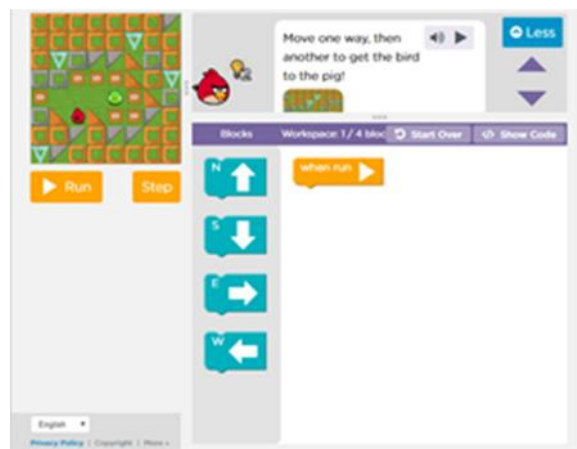 Move one way, then
another to get the bird
to the pig!
Less
Blocks
Workspace: 1 / 4 bloc
Start Over
Show Code
Run
Step
when run
N
S
E
W
English
Privacy Policy | Copyright | More